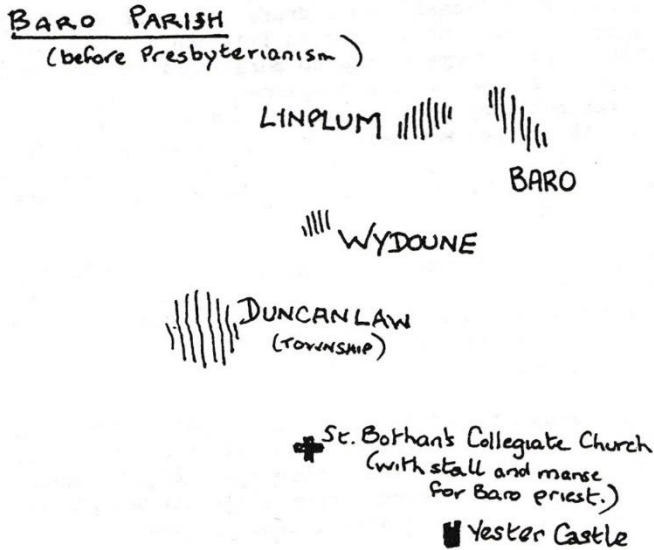 BARO PARISH
(before Presbyterianism)
LINPLUM
BARO
WYDOUNE
DUNCANLAW
(TOWNSHIP)
St. Bothan's Collegiate Church
(with stall and manse
for Baro priest.)
Yester Castle